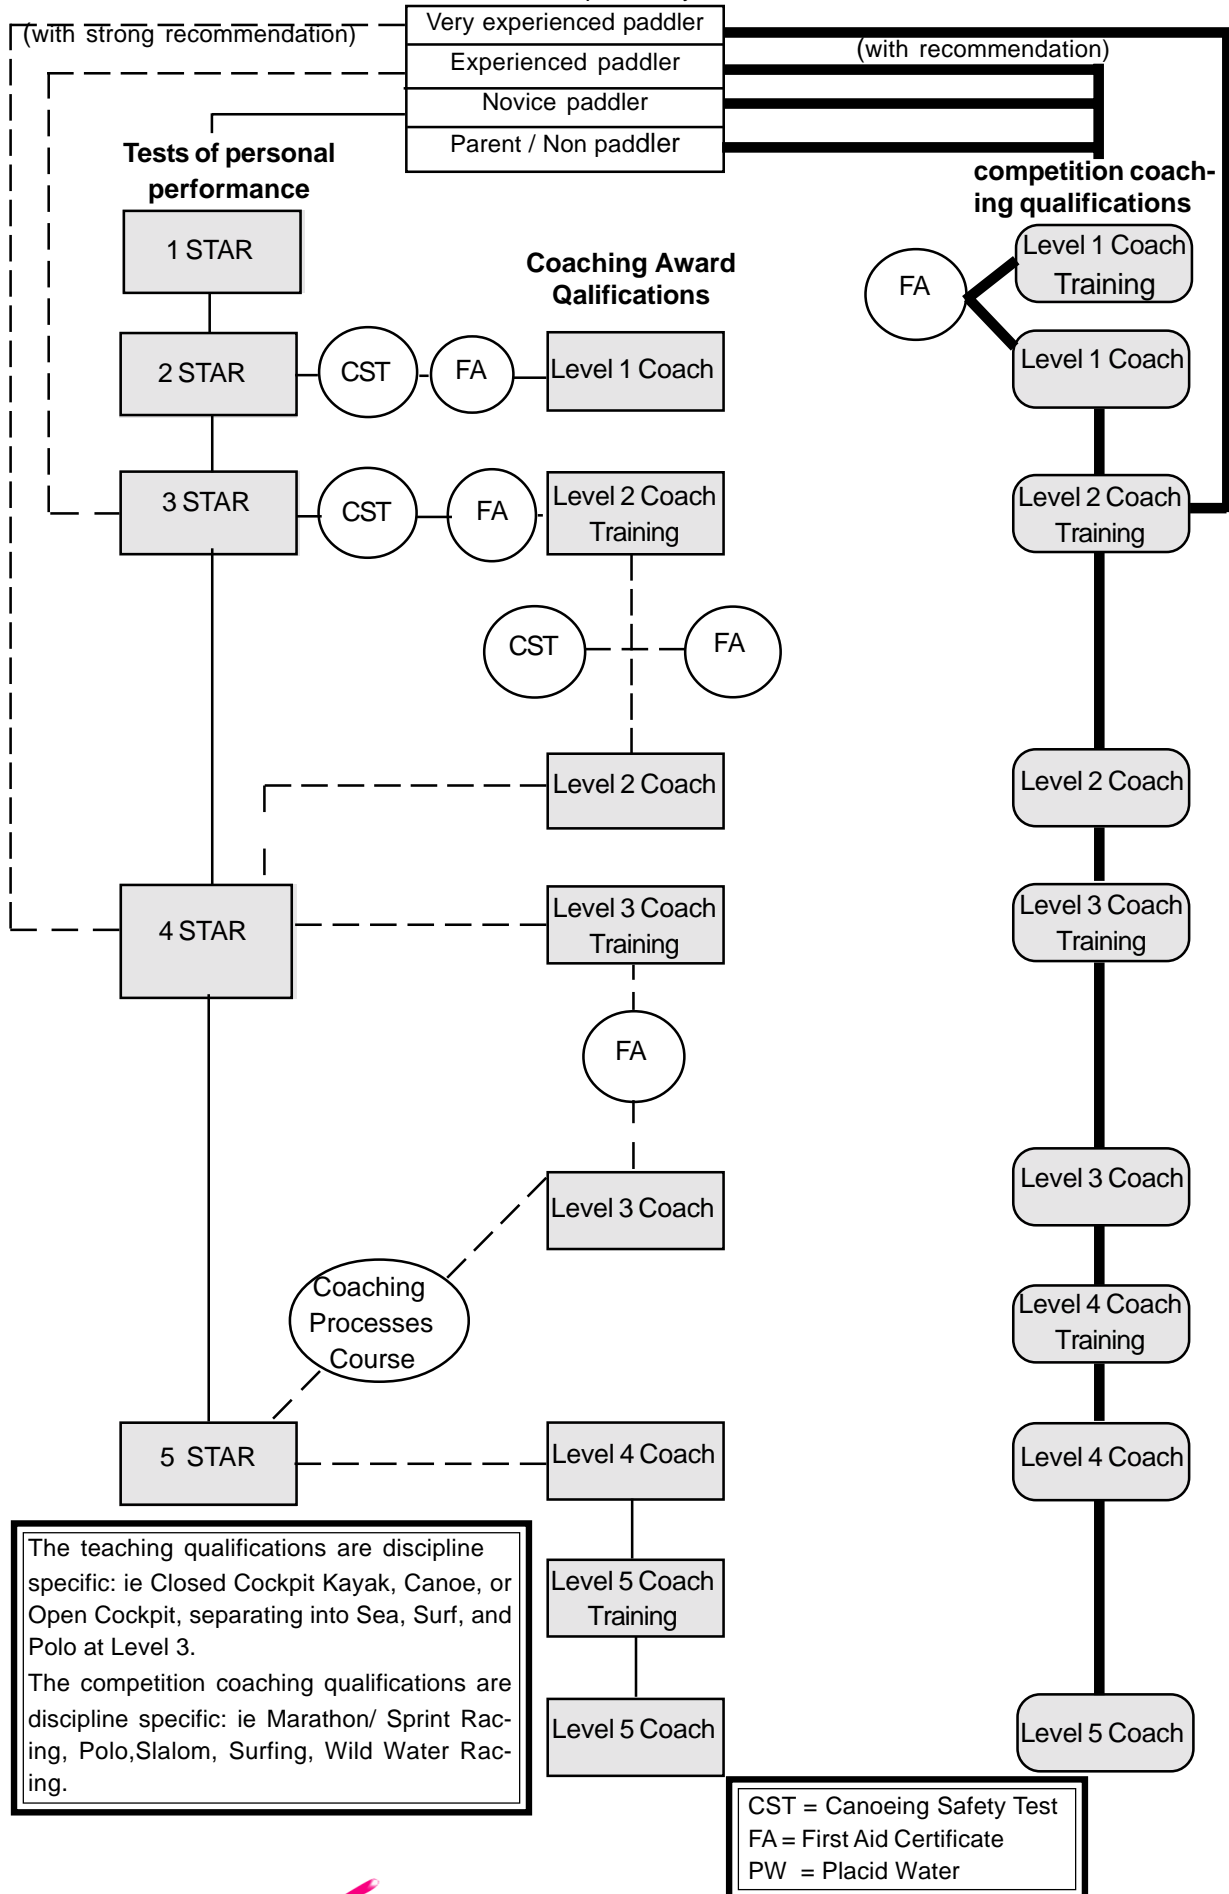 Very experienced paddler
(with strong recommendation)
(with recommendation)
Experienced paddler
Novice paddler
Parent / Non paddler
Tests of personal
performance
competition coach-
ing qualifications
1 STAR
Coaching Award
Qalifications
FA
Level 1 Coach
Training
2 STAR
CST
FA
Level 1 Coach
Level 1 Coach
3 STAR
CST
FA
Level 2 Coach
Training
Level 2 Coach
Training
CST
FA
Level 2 Coach
Level 2 Coach
4 STAR
Level 3 Coach
Training
Level 3 Coach
Training
FA
Level 3 Coach
Level 3 Coach
Coaching
Processes
Course
Level 4 Coach
Training
5 STAR
Level 4 Coach
Level 4 Coach
The teaching qualifications are discipline
specific: ie Closed Cockpit Kayak, Canoe, or
Open Cockpit, separating into Sea, Surf, and
Polo at Level 3.
The competition coaching qualifications are
discipline specific: ie Marathon/ Sprint Rac-
ing, Polo,Slalom, Surfing, Wild Water Rac-
ing.
Level 5 Coach
Training
Level 5 Coach
Level 5 Coach
CST = Canoeing Safety Test
FA = First Aid Certificate
PW = Placid Water